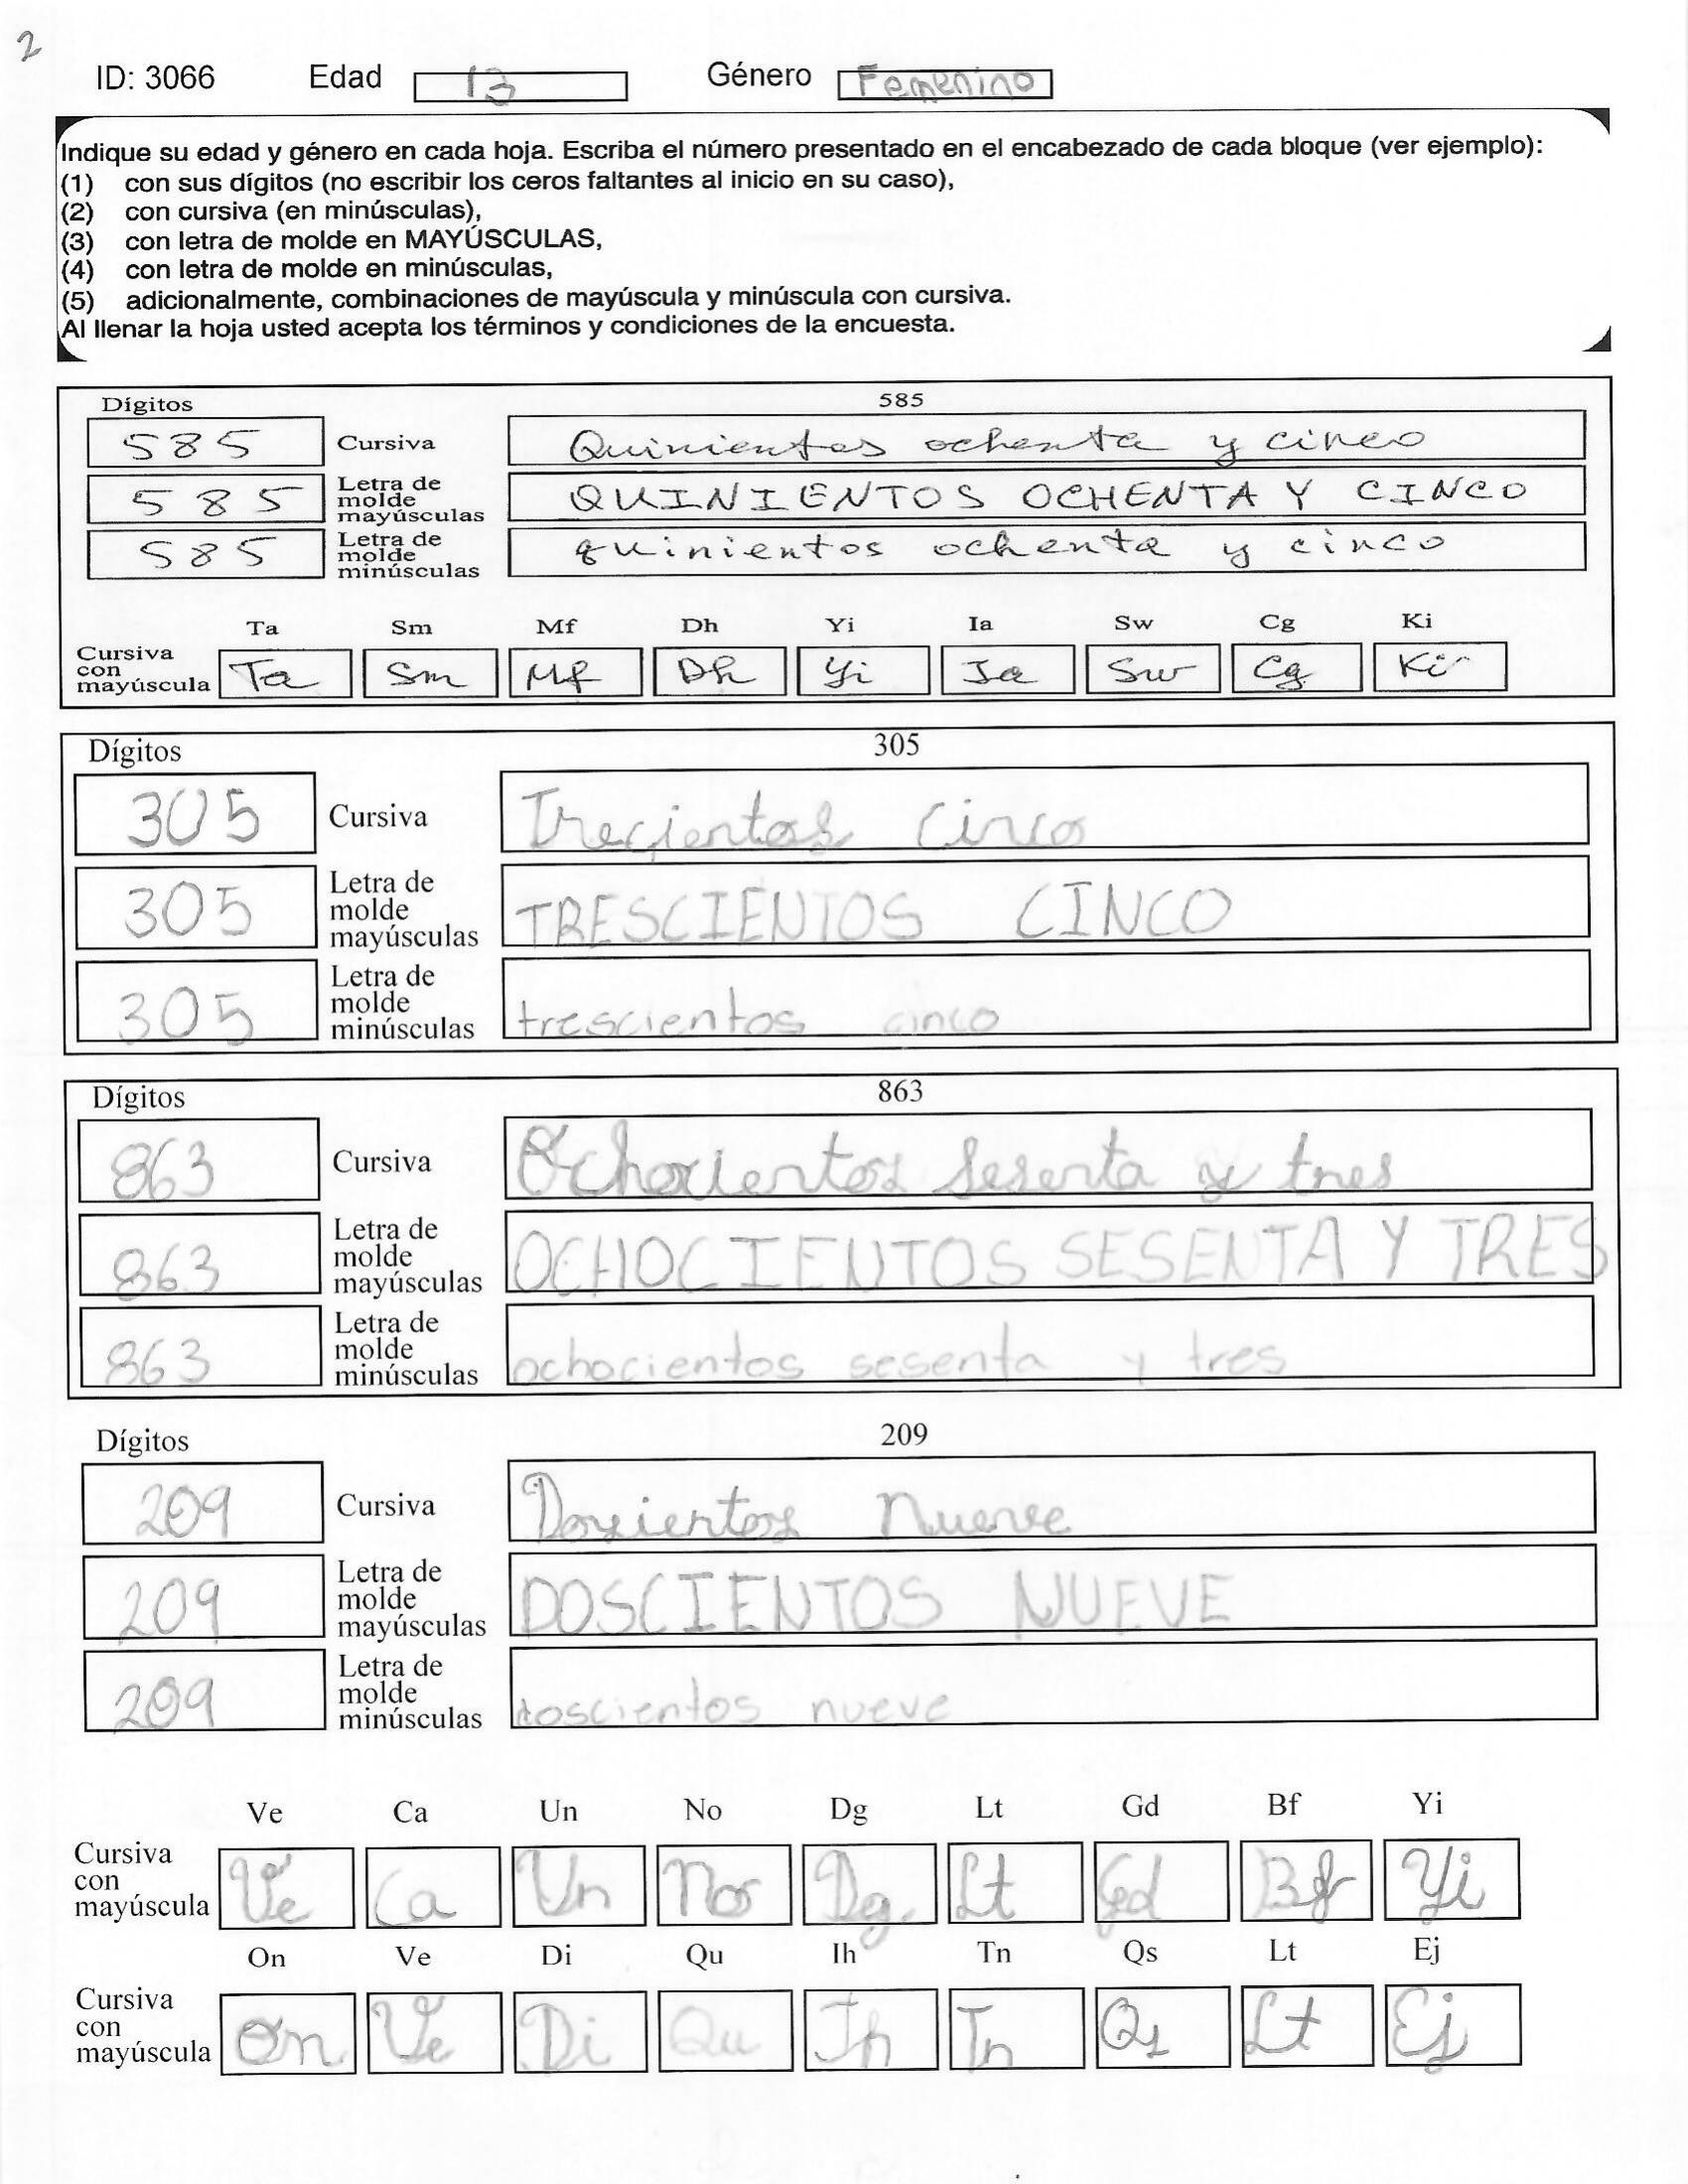 2
ID: 3066 Edad 13 Género Femenino
Indique su edad y género en cada hoja. Escriba el número presentado en el encabezado de cada bloque (ver ejemplo):
(1) con sus dígitos (no escribir los ceros faltantes al inicio en su caso),
(2) con cursiva (en minúsculas),
(3) con letra de molde en MAYÚSCULAS,
(4) con letra de molde en minúsculas,
(5) adicionalmente, combinaciones de mayúscula y minúscula con cursiva.
Al llenar la hoja usted acepta los términos y condiciones de la encuesta.
Dígitos 585
585 Cursiva Quinientos ochenta y cinco
585 Letra de molde mayúsculas QUINIENTOS OCHENTA Y CINCO
585 Letra de molde minúsculas quinientos ochenta y cinco
Ta Sm Mf Dh Yi Ia Sw Cg Ki
Cursiva con mayúscula Ta Sm Mf Dh Yi Ia Sw Cg Ki
Dígitos 305
305 Cursiva Trecientos cinco
305 Letra de molde mayúsculas TRESCIENTOS CINCO
305 Letra de molde minúsculas trescientos cinco
Dígitos 863
863 Cursiva Ochocientos sesenta y tres
863 Letra de molde mayúsculas OCHOCIENTOS SESENTA Y TRES
863 Letra de molde minúsculas ochocientos sesenta y tres
Dígitos 209
209 Cursiva Doscientos nueve
209 Letra de molde mayúsculas DOSCIENTOS NUEVE
209 Letra de molde minúsculas doscientos nueve
Ve Ca Un No Dg Lt Gd Bf Yi
Cursiva con mayúscula Ve Ca Un No Dg Lt Gd Bf Yi
On Ve Di Qu Ih Tn Qs Lt Ej
Cursiva con mayúscula On Ve Di Qu Ih Tn Qs Lt Ej